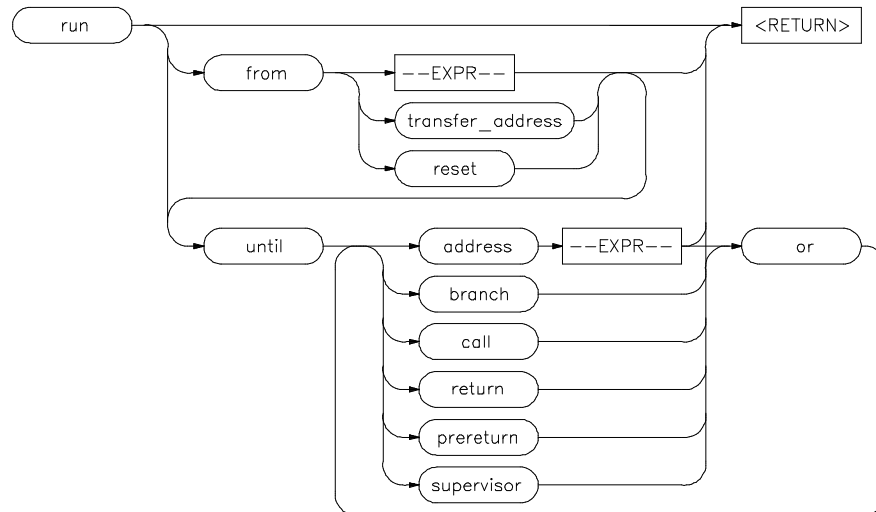 run <RETURN>
from --EXPR--
transfer_address
reset
until address --EXPR-- or
branch
call
return
prereturn
supervisor